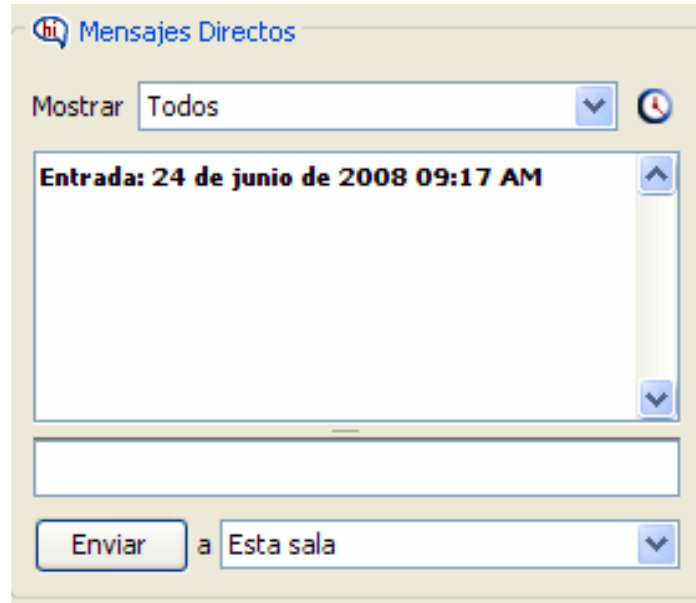 hi Mensajes Directos
Mostrar Todos
Entrada: 24 de junio de 2008 09:17 AM
Enviar a Esta sala